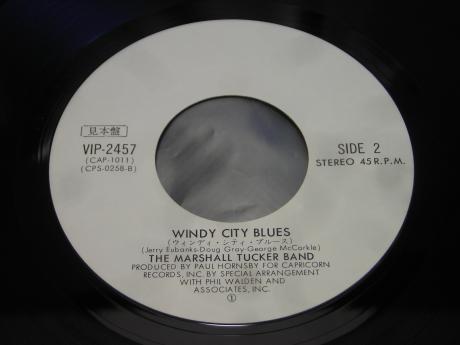 見本盤
VIP-2457
(CAP-1011)
(CPS-0258-B)
SIDE 2
STEREO 45 R.P.M.
WINDY CITY BLUES
(ウィンディ・シティ・ブルース)
(Jerry Eubanks-Doug Gray-George McCorkle)
THE MARSHALL TUCKER BAND
PRODUCED BY PAUL HORNSBY FOR CAPRICORN
RECORDS, INC. BY SPECIAL ARRANGEMENT
WITH PHIL WALDEN AND
ASSOCIATES, INC.
①